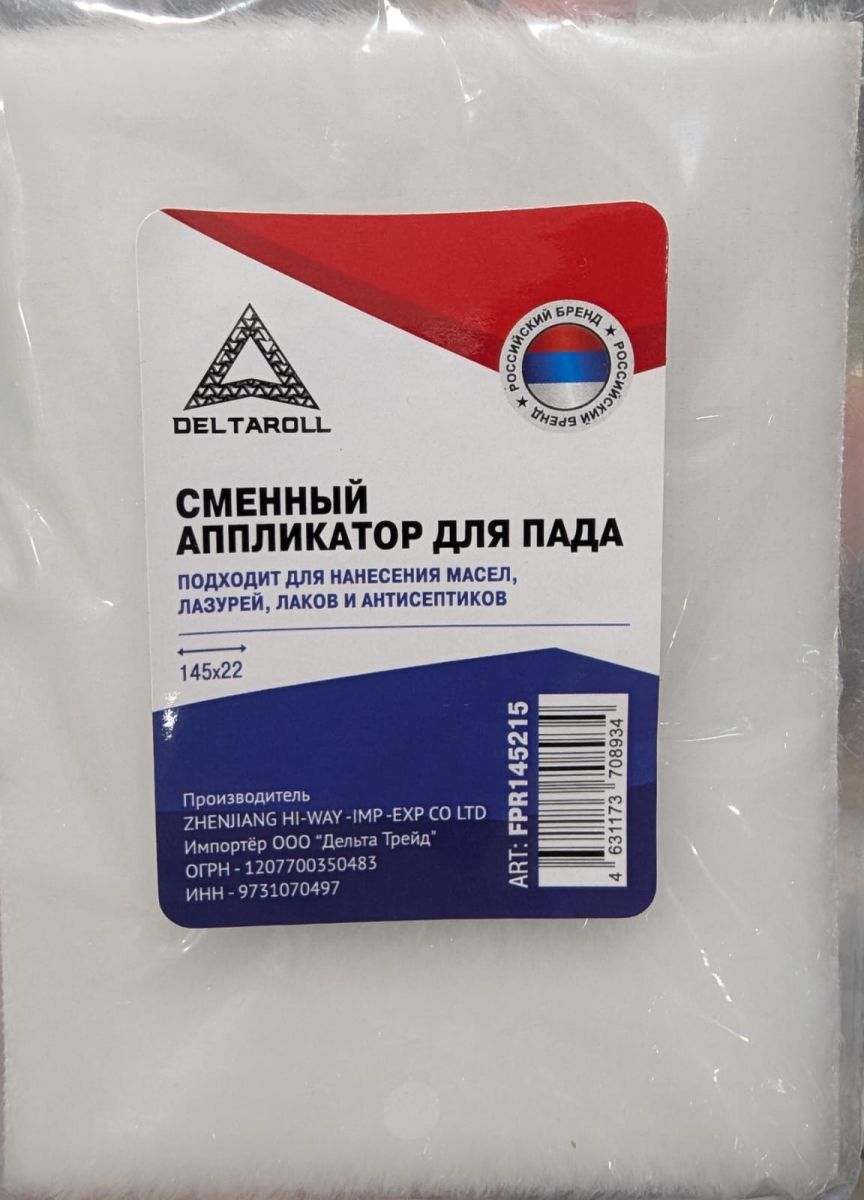 DELTAROLL
РОССИЙСКИЙ БРЕНД ★ РОССИЙСКИЙ БРЕНД ★
СМЕННЫЙ
АППЛИКАТОР ДЛЯ ПАДА
ПОДХОДИТ ДЛЯ НАНЕСЕНИЯ МАСЕЛ,
ЛАЗУРЕЙ, ЛАКОВ И АНТИСЕПТИКОВ
145x22
Производитель
ZHENJIANG HI-WAY -IMP -EXP CO LTD
Импортёр ООО "Дельта Трейд"
ОГРН - 1207700350483
ИНН - 9731070497
ART: FPR145215
4 631173 708934